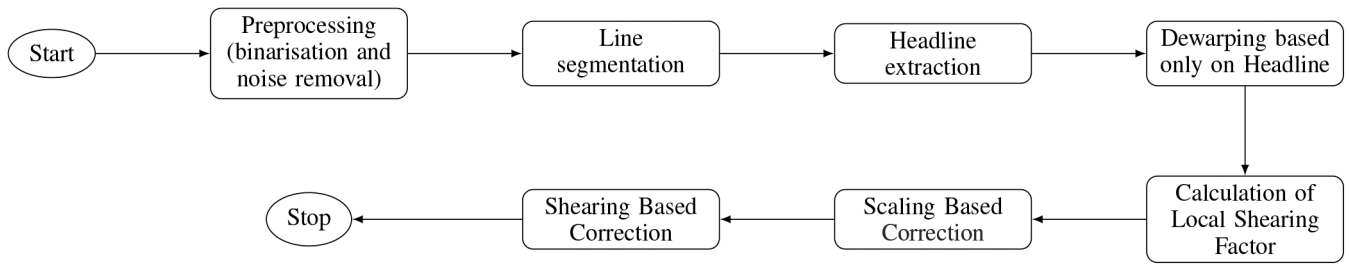 Start
Preprocessing
(binarisation and
noise removal)
Line
segmentation
Headline
extraction
Dewarping based
only on Headline
Calculation of
Local Shearing
Factor
Scaling Based
Correction
Shearing Based
Correction
Stop